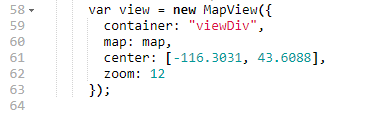 58 var view = new MapView({
59 container: "viewDiv",
60 map: map,
61 center: [-116.3031, 43.6088],
62 zoom: 12
63 });
64